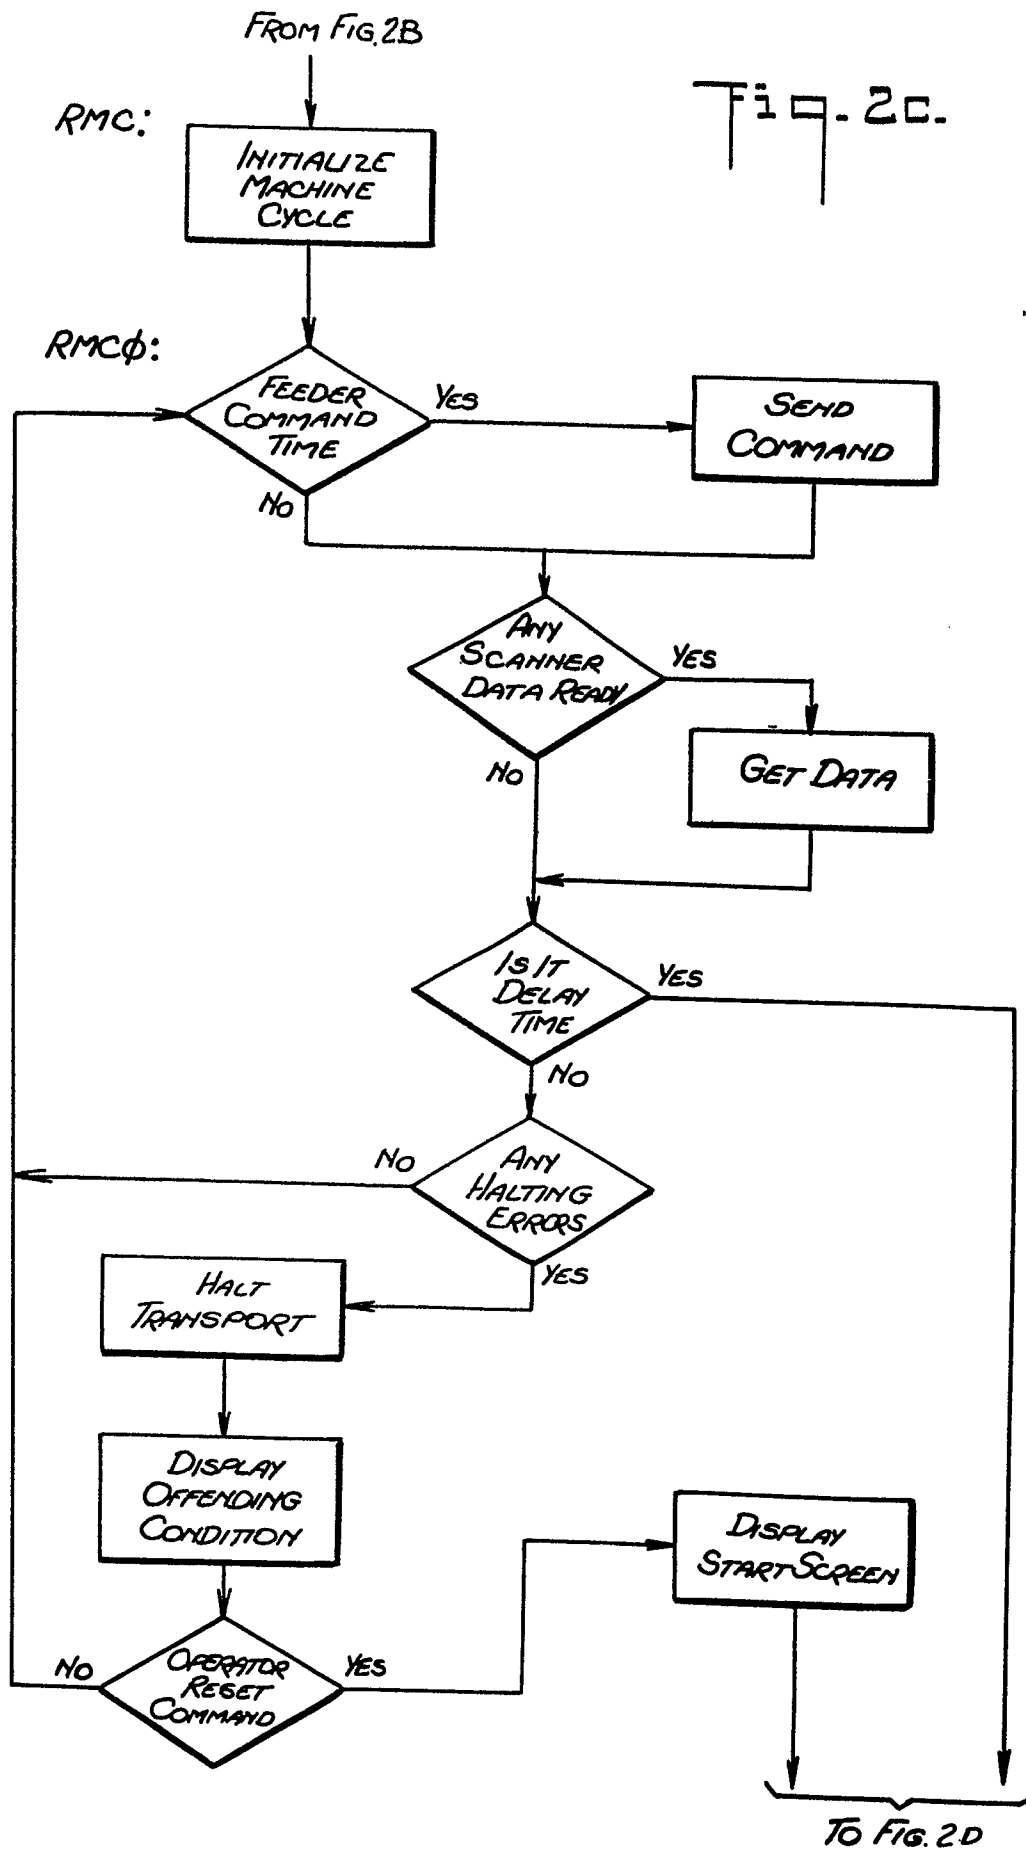 FROM FIG. 2B
Fig. 2c.
RMC:
INITIALIZE
MACHINE
CYCLE
RMCϕ:
FEEDER
COMMAND
TIME
YES
SEND
COMMAND
NO
ANY
SCANNER
DATA READY
YES
NO
GET DATA
IS IT
DELAY
TIME
YES
NO
ANY
HALTING
ERRORS
NO
YES
HALT
TRANSPORT
DISPLAY
OFFENDING
CONDITION
DISPLAY
START SCREEN
OPERATOR
RESET
COMMAND
NO
YES
TO FIG. 2D